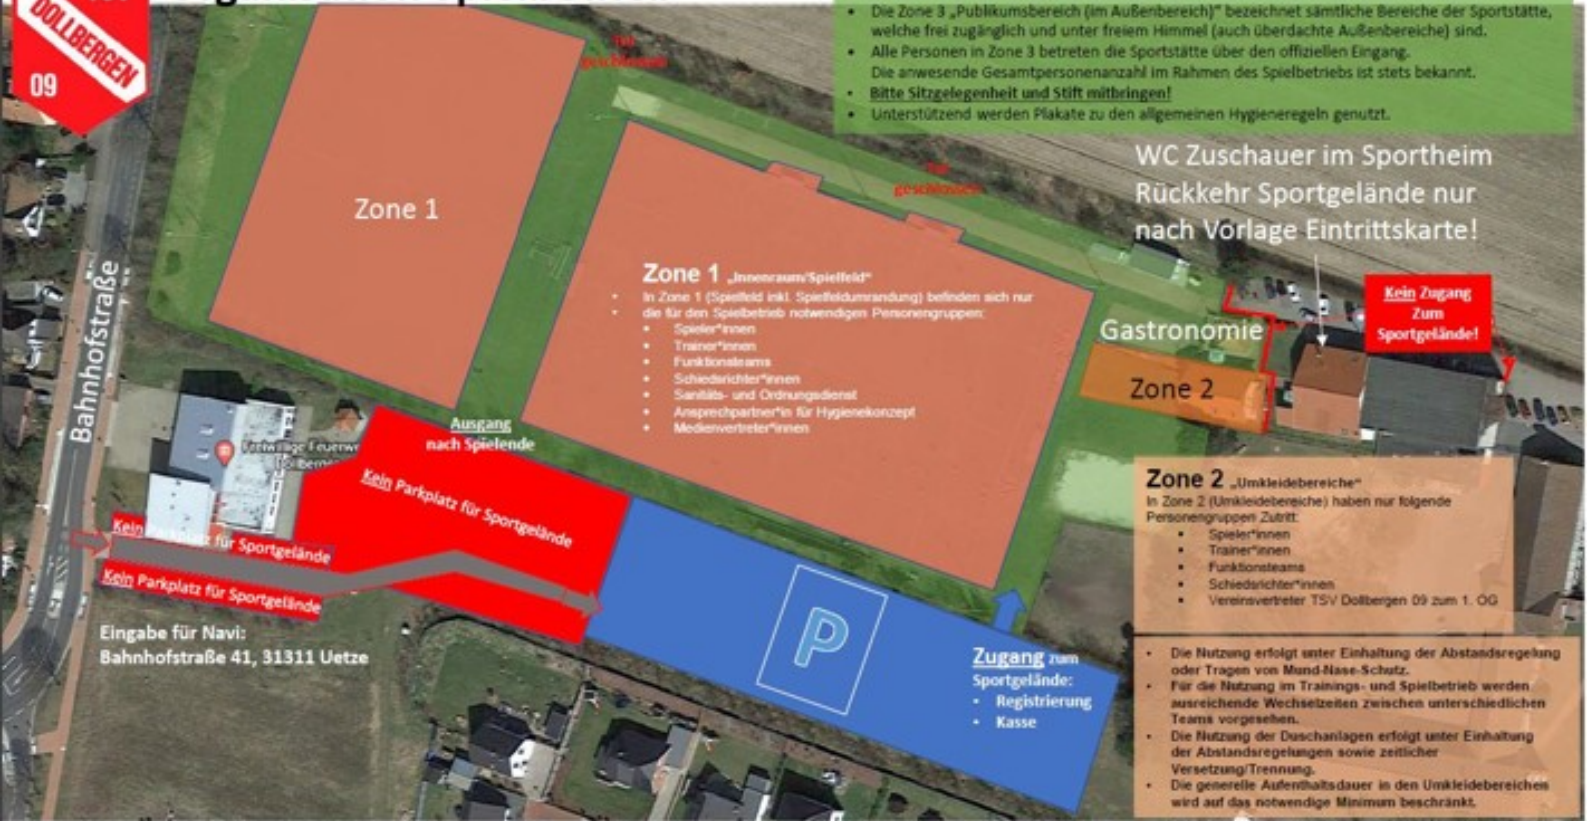 DOLLBERGEN
09
Die Zone 3 „Publikumsbereich (im Außenbereich)" bezeichnet sämtliche Bereiche der Sportstätte,
welche frei zugänglich und unter freiem Himmel (auch überdachte Außenbereiche) sind.
Alle Personen in Zone 3 betreten die Sportstätte über den offiziellen Eingang.
Die anwesende Gesamtpersonenanzahl im Rahmen des Spielbetriebs ist stets bekannt.
Bitte Sitzgelegenheit und Stift mitbringen!
Unterstützend werden Plakate zu den allgemeinen Hygieneregeln genutzt.
geschlossen
geschlossen
WC Zuschauer im Sportheim
Rückkehr Sportgelände nur
nach Vorlage Eintrittskarte!
Zone 1
Zone 1 „Innenraum/Spielfeld"
In Zone 1 (Spielfeld inkl. Spielfeldumrandung) befinden sich nur
die für den Spielbetrieb notwendigen Personengruppen:
Spieler*innen
Trainer*innen
Funktionsteams
Schiedsrichter*innen
Sanitäts- und Ordnungsdienst
Ansprechpartner*in für Hygienekonzept
Medienvertreter*innen
Kein Zugang
Zum
Sportgelände!
Gastronomie
Zone 2
Bahnhofstraße
Ausgang
nach Spielende
Freiwillige Feuerwe
Dollberge
Kein Parkplatz für Sportgelände
Kein Parkplatz für Sportgelände
Kein Parkplatz für Sportgelände
Eingabe für Navi:
Bahnhofstraße 41, 31311 Uetze
P
Zugang zum
Sportgelände:
Registrierung
Kasse
Zone 2 „Umkleidebereiche"
In Zone 2 (Umkleidebereiche) haben nur folgende
Personengruppen Zutritt:
Spieler*innen
Trainer*innen
Funktionsteams
Schiedsrichter*innen
Vereinsvertreter TSV Dollbergen 09 zum 1. OG
Die Nutzung erfolgt unter Einhaltung der Abstandsregelung
oder Tragen von Mund-Nase-Schutz.
Für die Nutzung im Trainings- und Spielbetrieb werden
ausreichende Wechselzeiten zwischen unterschiedlichen
Teams vorgesehen.
Die Nutzung der Duschanlagen erfolgt unter Einhaltung
der Abstandsregelungen sowie zeitlicher
Versetzung/Trennung.
Die generelle Aufenthaltsdauer in den Umkleidebereichen
wird auf das notwendige Minimum beschränkt.